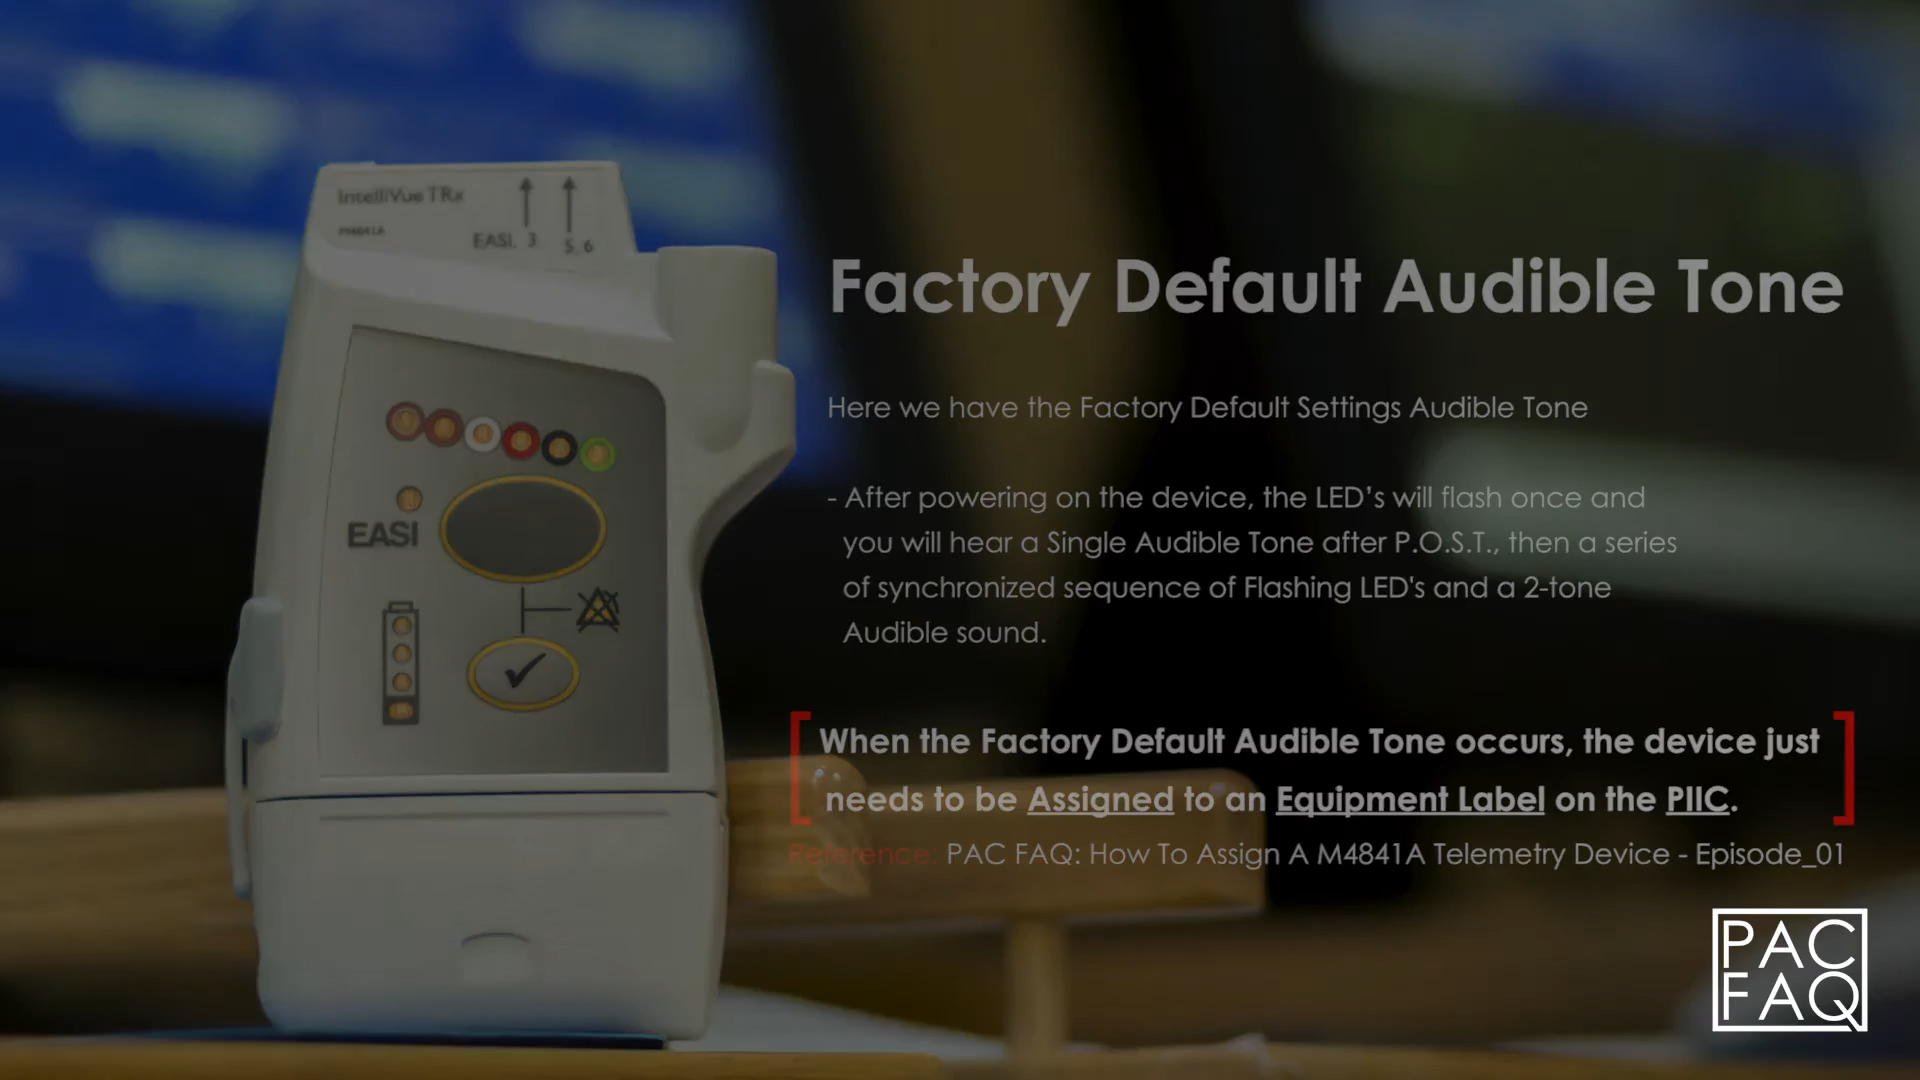 IntelliVue TRx
M4841A
EASI, 3
5, 6
EASI
Factory Default Audible Tone
Here we have the Factory Default Settings Audible Tone
- After powering on the device, the LED’s will flash once and
you will hear a Single Audible Tone after P.O.S.T., then a series
of synchronized sequence of Flashing LED's and a 2-tone
Audible sound.
[When the Factory Default Audible Tone occurs, the device just
needs to be Assigned to an Equipment Label on the PIIC.]
Reference: PAC FAQ: How To Assign A M4841A Telemetry Device - Episode_01
PAC
FAQ